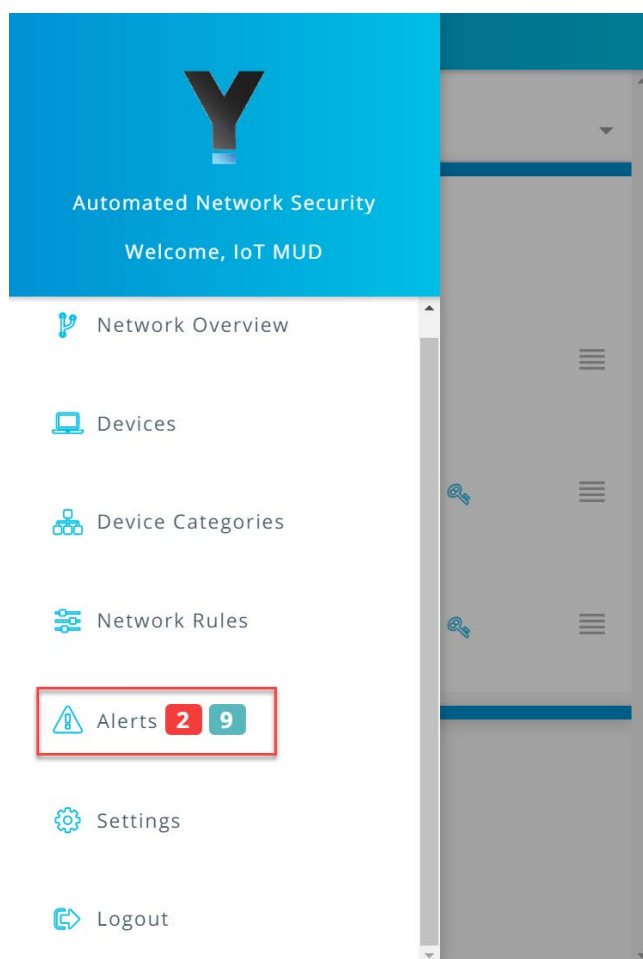 Y
Automated Network Security
Welcome, IoT MUD
Network Overview
Devices
Device Categories
Network Rules
Alerts 2 9
Settings
Logout